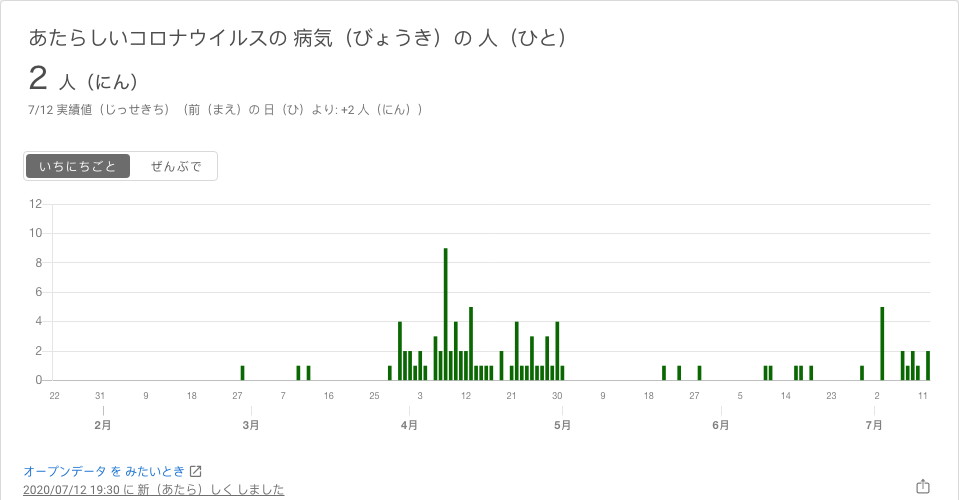 あたらしいコロナウイルスの 病気（びょうき）の 人（ひと）
2 人（にん）
7/12 実績値（じっせきち）（前（まえ）の 日（ひ）より: +2 人（にん））
いちにちごと ぜんぶで
12
10
8
6
4
2
0
22 31 9 18 27 7 16 25 3 12 21 30 9 18 27 5 14 23 2 11
2月 3月 4月 5月 6月 7月
オープンデータ を みたいとき
2020/07/12 19:30 に 新（あたら）しく しました